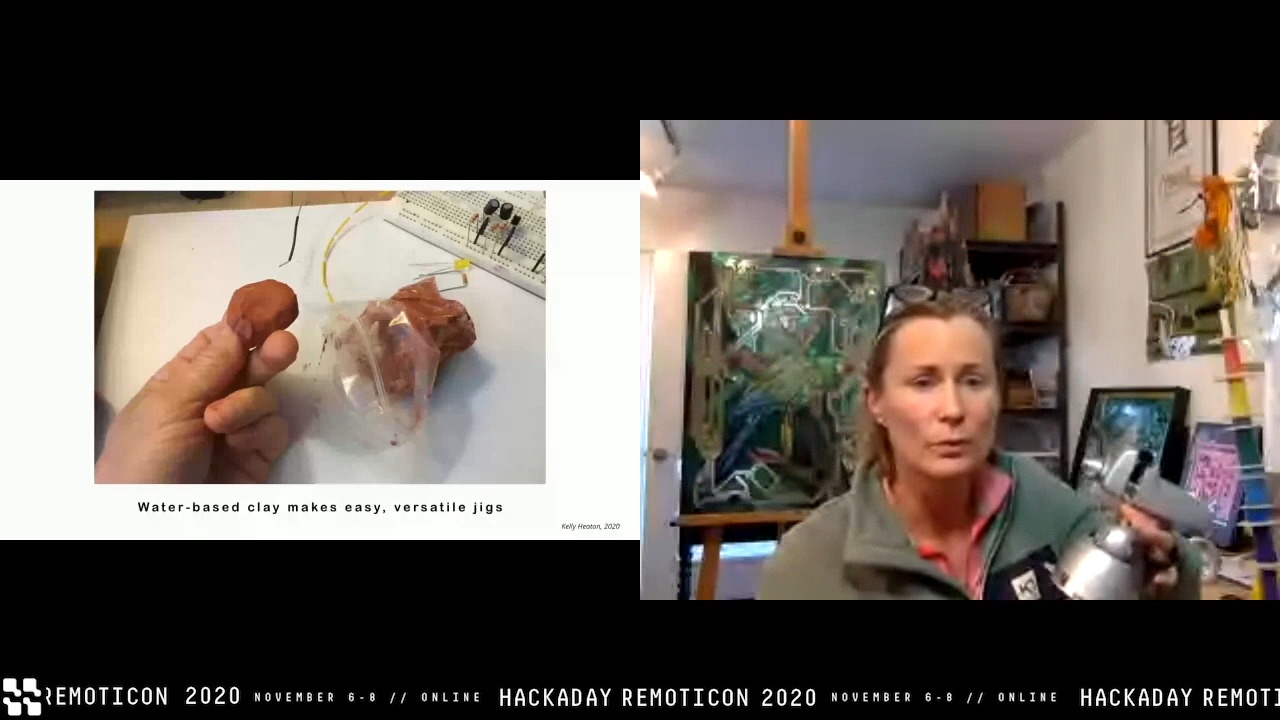 Water-based clay makes easy, versatile jigs
Kelly Heaton, 2020
REMOTICON 2020 NOVEMBER 6-8 // ONLINE HACKADAY REMOTICON 2020 NOVEMBER 6-8 // ONLINE HACKADAY REMOTI